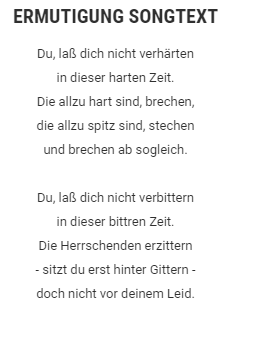 ERMUTIGUNG SONGTEXT
Du, laß dich nicht verhärten
in dieser harten Zeit.
Die allzu hart sind, brechen,
die allzu spitz sind, stechen
und brechen ab sogleich.

Du, laß dich nicht verbittern
in dieser bittren Zeit.
Die Herrschenden erzittern
- sitzt du erst hinter Gittern -
doch nicht vor deinem Leid.